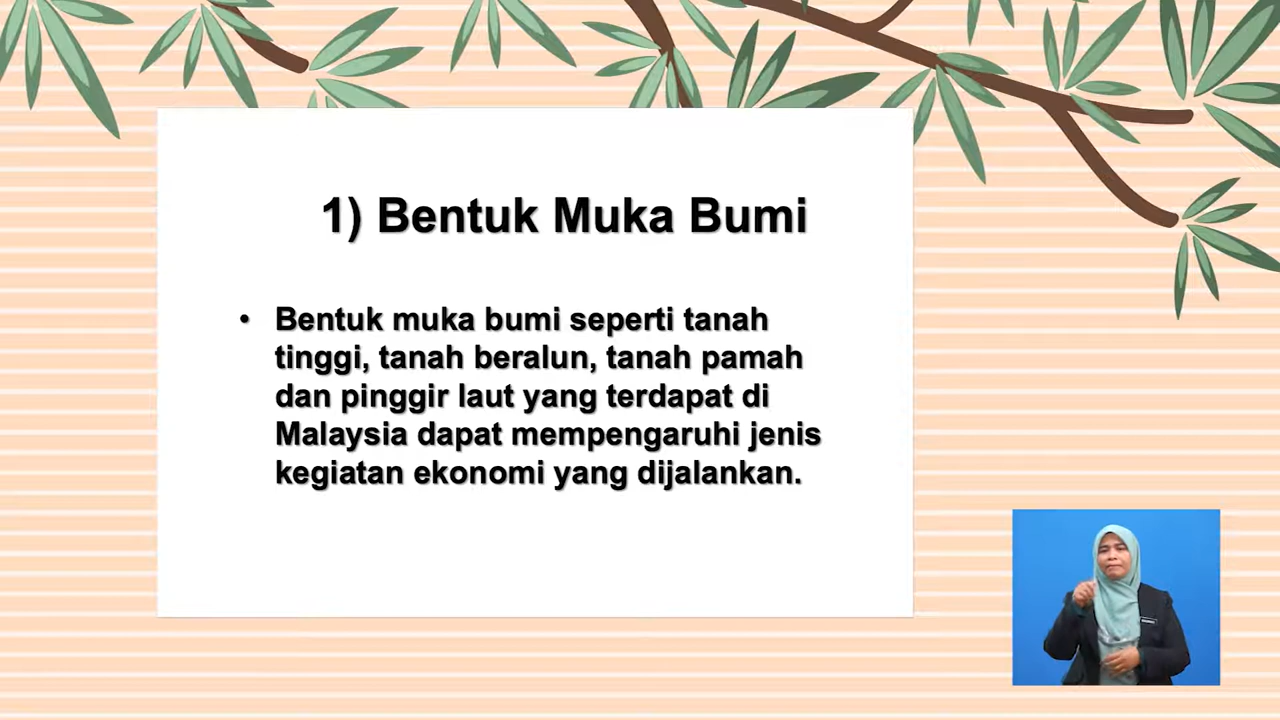 1) Bentuk Muka Bumi
• Bentuk muka bumi seperti tanah
tinggi, tanah beralun, tanah pamah
dan pinggir laut yang terdapat di
Malaysia dapat mempengaruhi jenis
kegiatan ekonomi yang dijalankan.